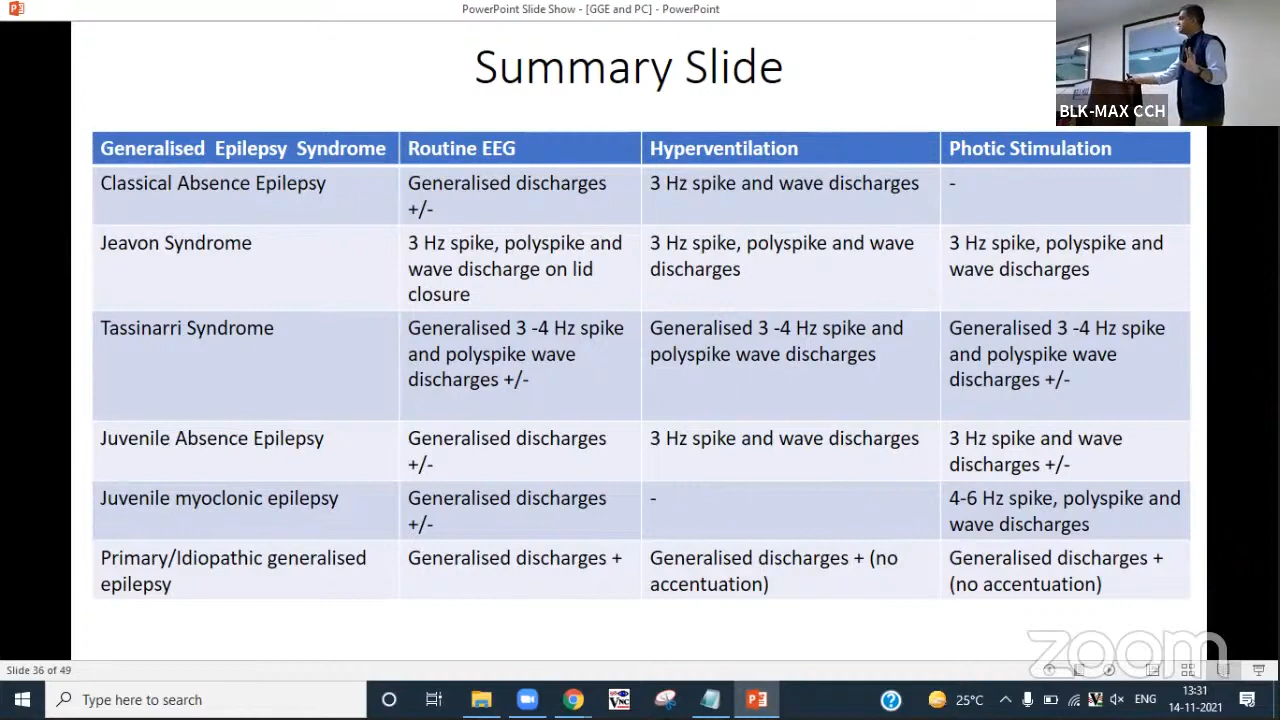 PowerPoint Slide Show - [GGE and PC] - PowerPoint
BLK-MAX CCH
Summary Slide
Generalised Epilepsy Syndrome Routine EEG Hyperventilation Photic Stimulation
Classical Absence Epilepsy Generalised discharges 3 Hz spike and wave discharges -
+/-
Jeavon Syndrome 3 Hz spike, polyspike and 3 Hz spike, polyspike and wave 3 Hz spike, polyspike and
wave discharge on lid discharges wave discharges
closure
Tassinarri Syndrome Generalised 3 -4 Hz spike Generalised 3 -4 Hz spike and Generalised 3 -4 Hz spike
and polyspike wave polyspike wave discharges and polyspike wave
discharges +/- discharges +/-
Juvenile Absence Epilepsy Generalised discharges 3 Hz spike and wave discharges 3 Hz spike and wave
+/- discharges +/-
Juvenile myoclonic epilepsy Generalised discharges - 4-6 Hz spike, polyspike and
+/- wave discharges
Primary/Idiopathic generalised Generalised discharges + Generalised discharges + (no Generalised discharges +
epilepsy accentuation) (no accentuation)
zoom
Slide 36 of 49
Type here to search
VNC
25°C
ENG
13:31
14-11-2021